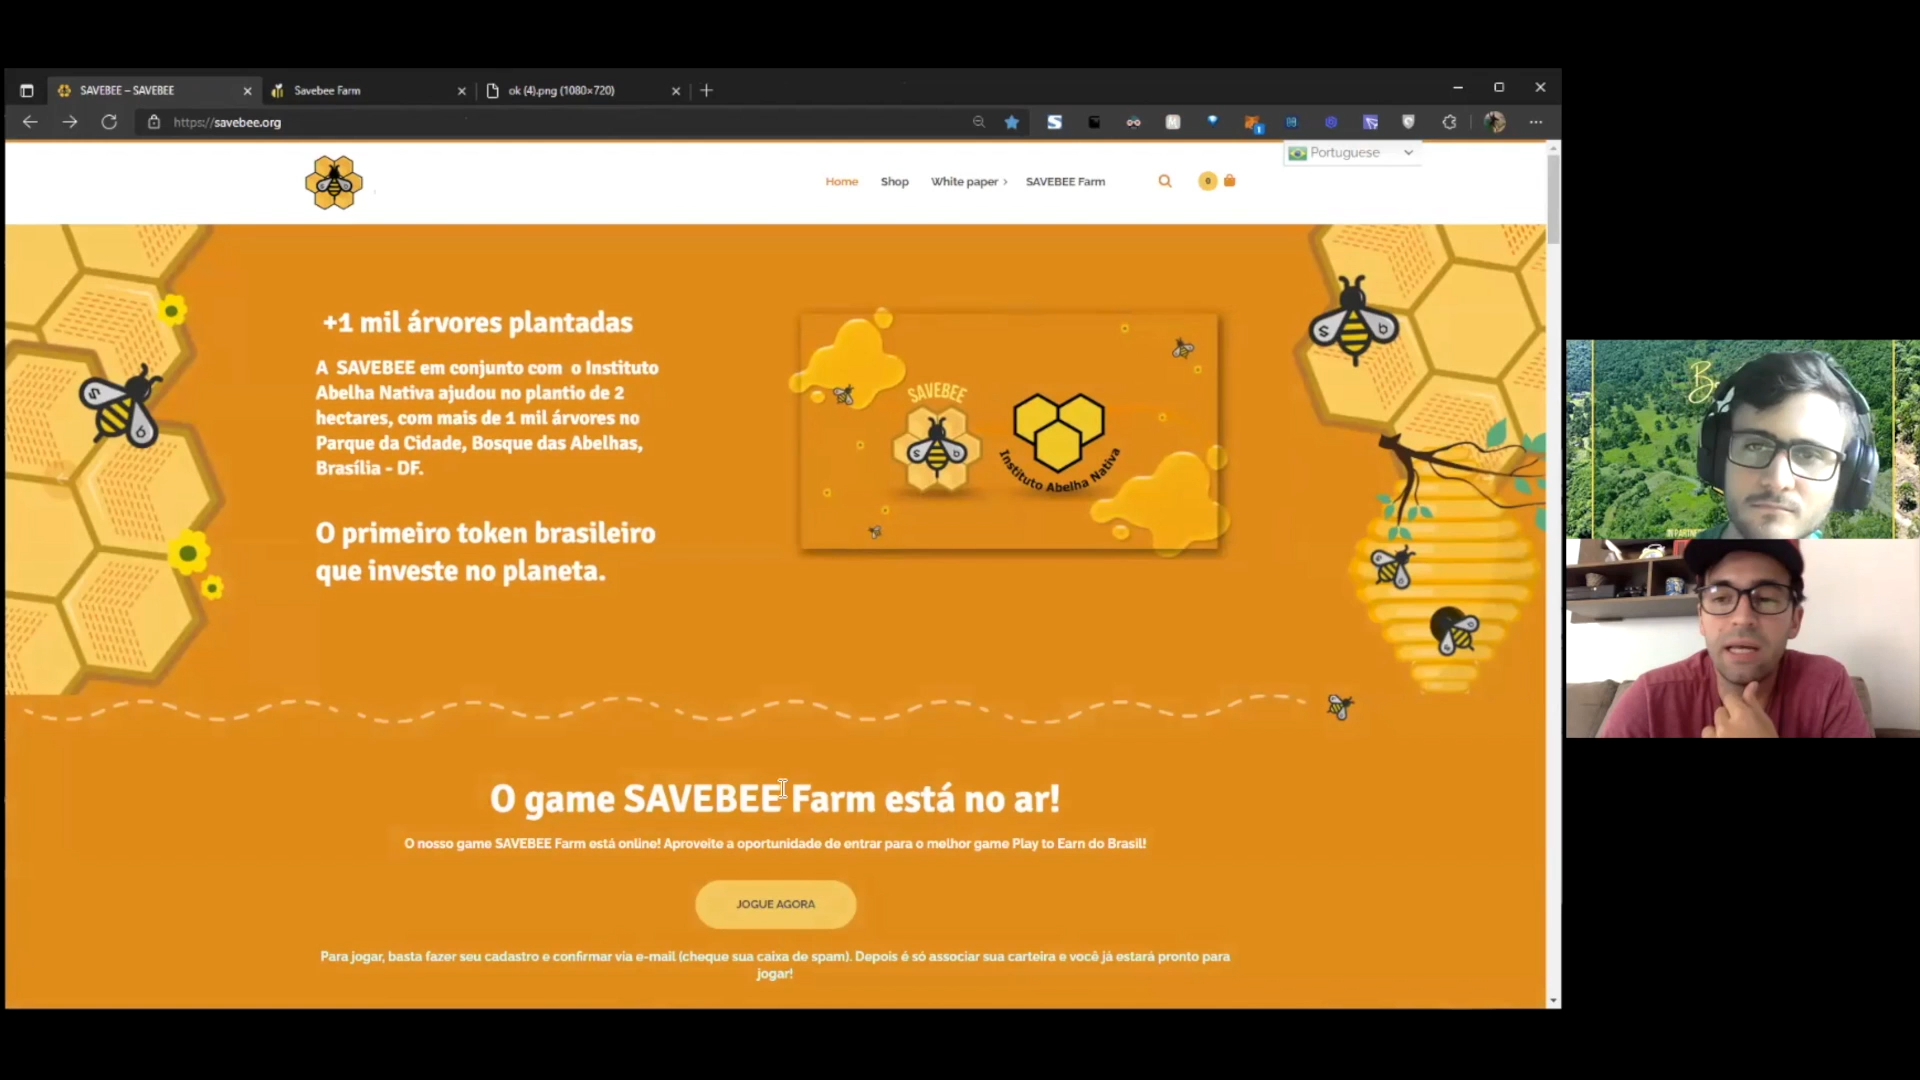 SAVEBEE – SAVEBEE
Savebee Farm
ok (4).png (1080×720)
https://savebee.org
Portuguese
Home
Shop
White paper
SAVEBEE Farm
0
+1 mil árvores plantadas
A SAVEBEE em conjunto com o Instituto
Abelha Nativa ajudou no plantio de 2
hectares, com mais de 1 mil árvores no
Parque da Cidade, Bosque das Abelhas,
Brasília - DF.
O primeiro token brasileiro
que investe no planeta.
SAVEBEE
Instituto Abelha Nativa
O game SAVEBEE Farm está no ar!
O nosso game SAVEBEE Farm está online! Aproveite a oportunidade de entrar para o melhor game Play to Earn do Brasil!
JOGUE AGORA
Para jogar, basta fazer seu cadastro e confirmar via e-mail (cheque sua caixa de spam). Depois é só associar sua carteira e você já estará pronto para
jogar!